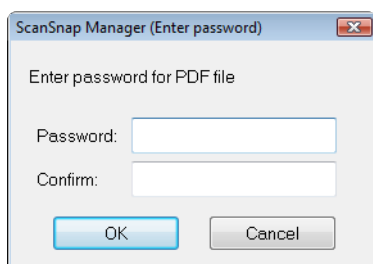 ScanSnap Manager (Enter password)
Enter password for PDF file
Password:
Confirm:
OK Cancel